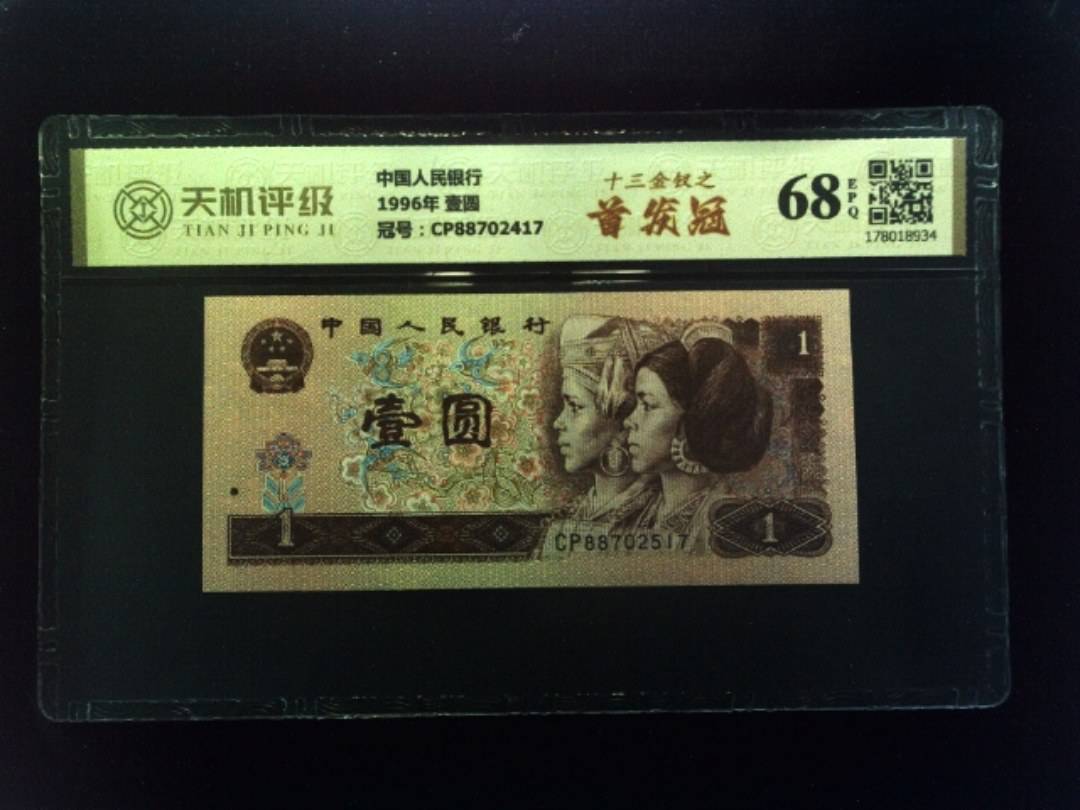 天机评级
TIAN JI PING JI
中国人民银行
1996年 壹圆
冠号：CP88702417
十三金钗之
首发冠
68
EPQ
178018934
中国人民银行
1
壹圆
1
CP88702517
1